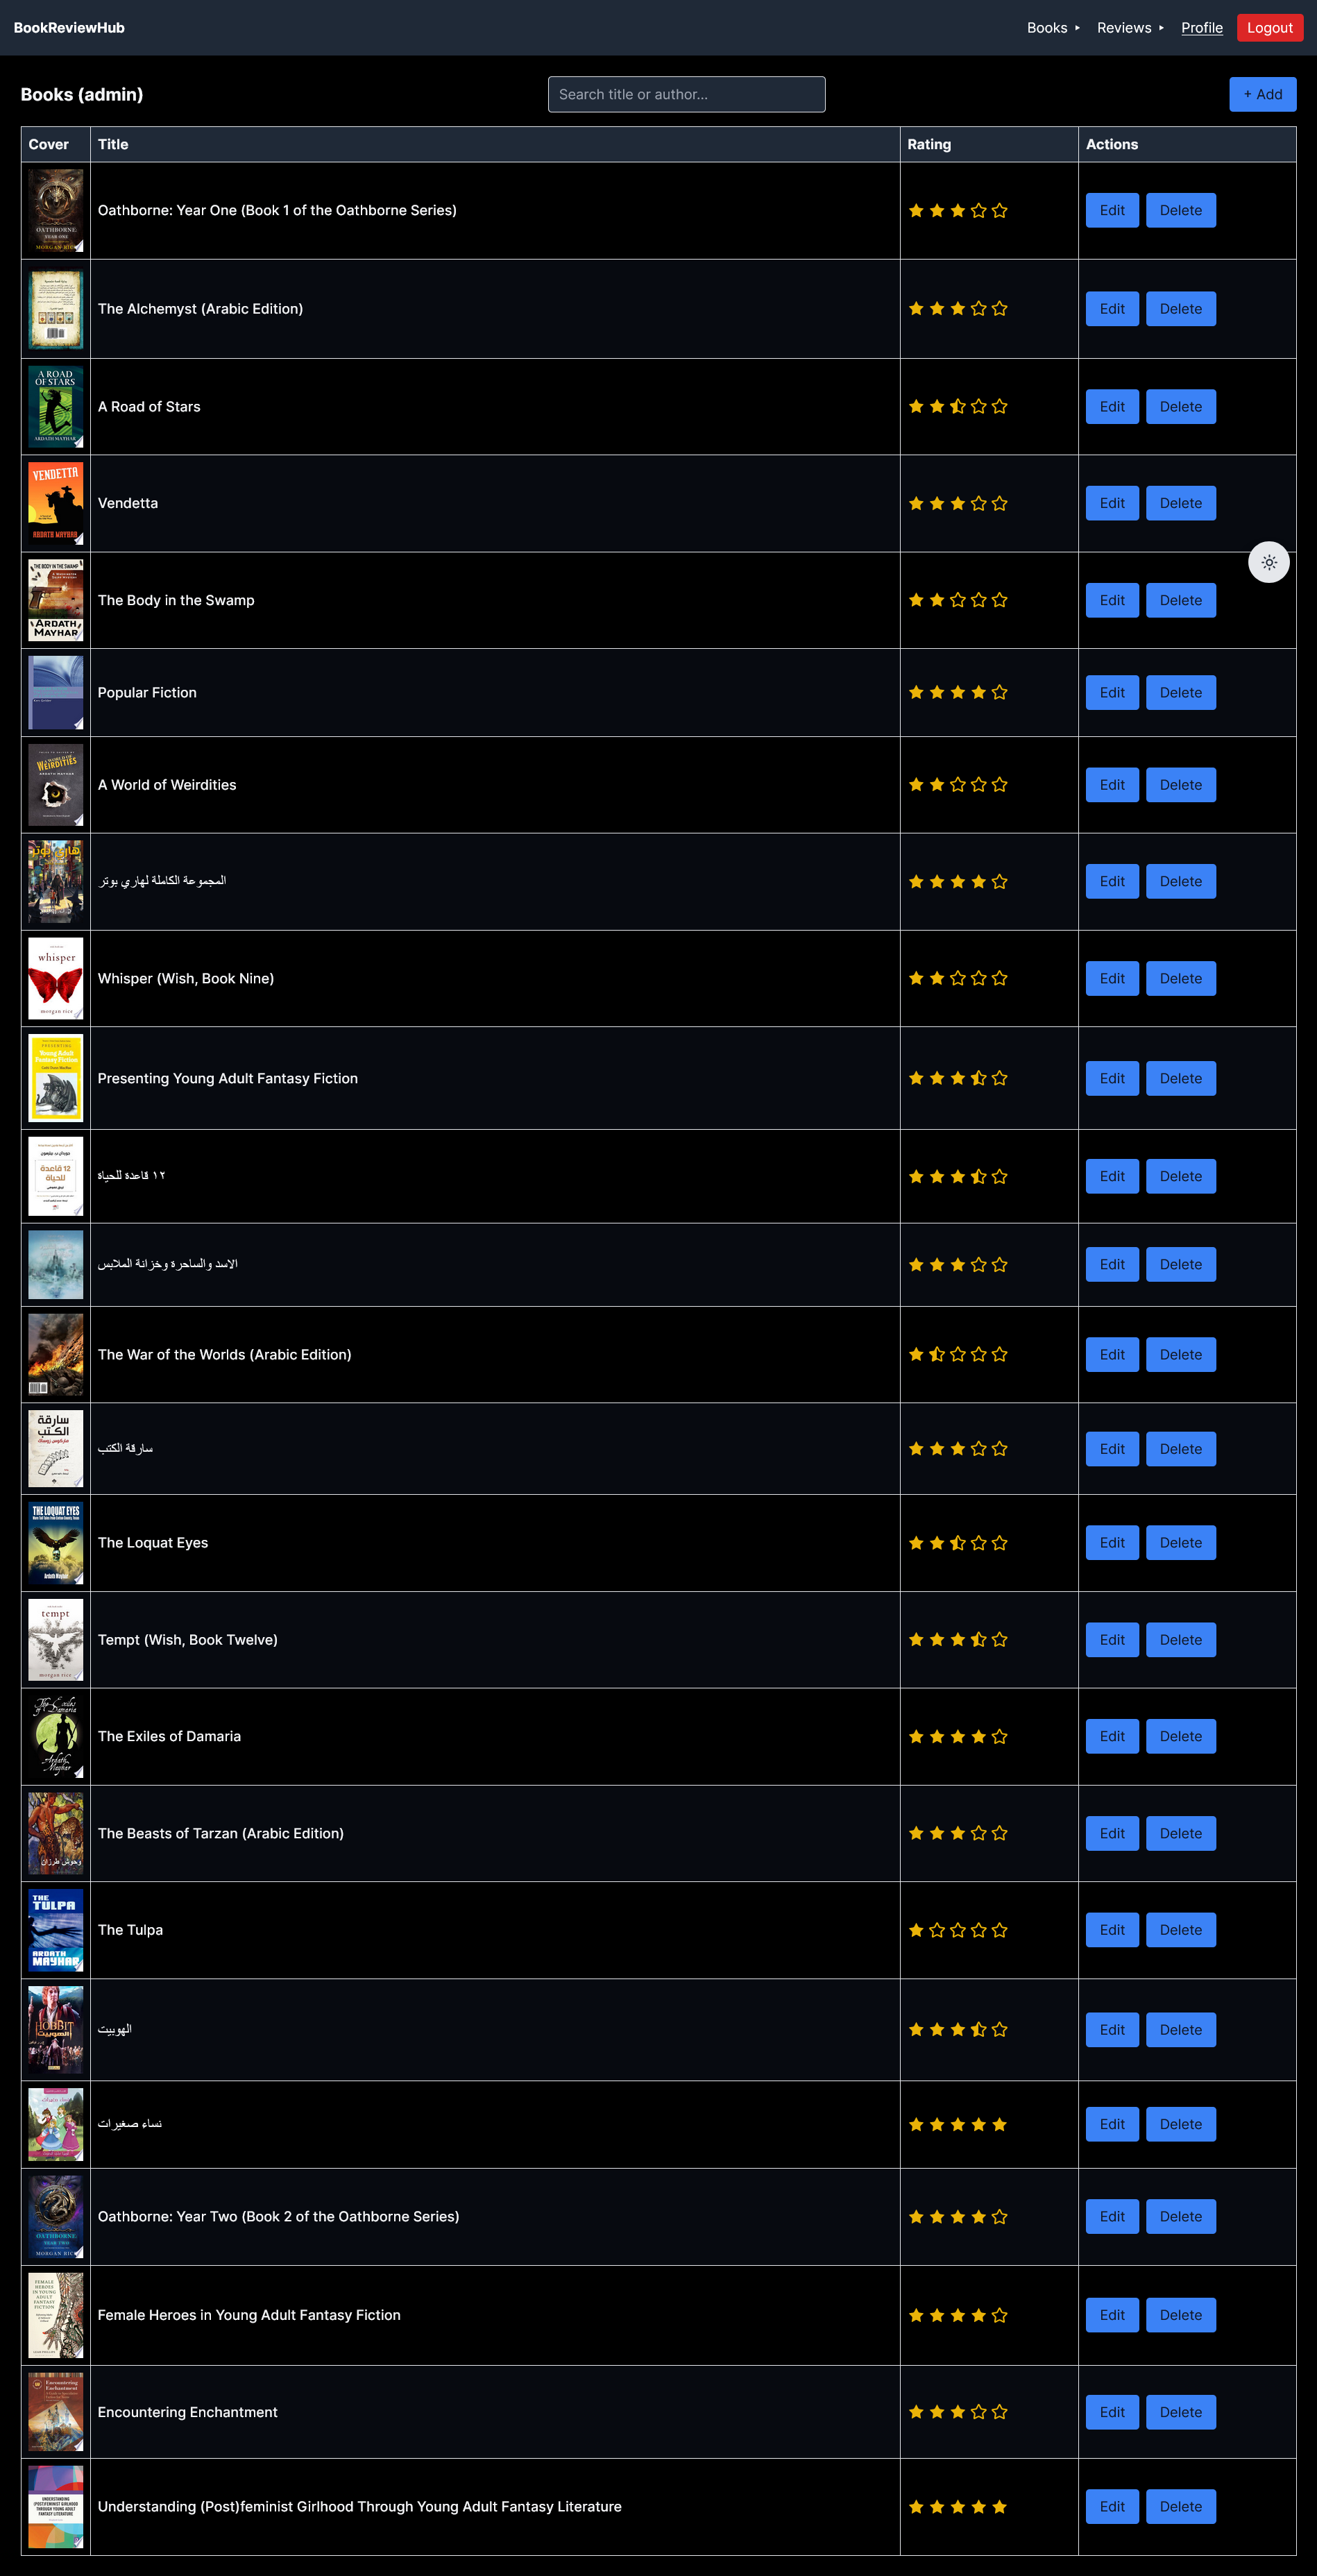 BookReviewHub
Books ▸ Reviews ▸ Profile Logout
Books (admin)
Search title or author...
+ Add
Cover Title Rating Actions
OATHBORNE
YEAR ONE
Oathborne: Year One (Book 1 of the Oathborne Series)
Edit Delete
The Alchemyst (Arabic Edition)
Edit Delete
A ROAD
OF STARS
ARDATH MAYHAR
A Road of Stars
Edit Delete
VENDETTA
ARDATH MAYHAR
Vendetta
Edit Delete
THE BODY IN THE SWAMP
ARDATH
MAYHAR
The Body in the Swamp
Edit Delete
Popular Fiction
Edit Delete
WEIRDITIES
A World of Weirdities
Edit Delete
هاري بوتر
المجموعة الكاملة لهاري بوتر
Edit Delete
whisper
morgan rice
Whisper (Wish, Book Nine)
Edit Delete
PRESENTING
Young Adult
Fantasy Fiction
Presenting Young Adult Fantasy Fiction
Edit Delete
12 قاعدة
للحياة
١٢ قاعدة للحياة
Edit Delete
الاسد والساحرة وخزانة الملابس
Edit Delete
The War of the Worlds (Arabic Edition)
Edit Delete
سارقة
الكتب
سارقة الكتب
Edit Delete
THE LOQUAT EYES
Ardath Mayhar
The Loquat Eyes
Edit Delete
tempt
morgan rice
Tempt (Wish, Book Twelve)
Edit Delete
The Exiles
of Damaria
Ardath
Mayhar
The Exiles of Damaria
Edit Delete
وحوش طرزان
The Beasts of Tarzan (Arabic Edition)
Edit Delete
THE
TULPA
ARDATH
MAYHAR
The Tulpa
Edit Delete
HOBBIT
الهوبيت
الهوبيت
Edit Delete
نساء صغيرات
Edit Delete
OATHBORNE
YEAR TWO
Oathborne: Year Two (Book 2 of the Oathborne Series)
Edit Delete
FEMALE
HEROES
IN YOUNG
ADULT
FANTASY
FICTION
Female Heroes in Young Adult Fantasy Fiction
Edit Delete
Encountering
Enchantment
Encountering Enchantment
Edit Delete
UNDERSTANDING
(POST)FEMINIST GIRLHOOD
THROUGH YOUNG ADULT
FANTASY LITERATURE
Understanding (Post)feminist Girlhood Through Young Adult Fantasy Literature
Edit Delete